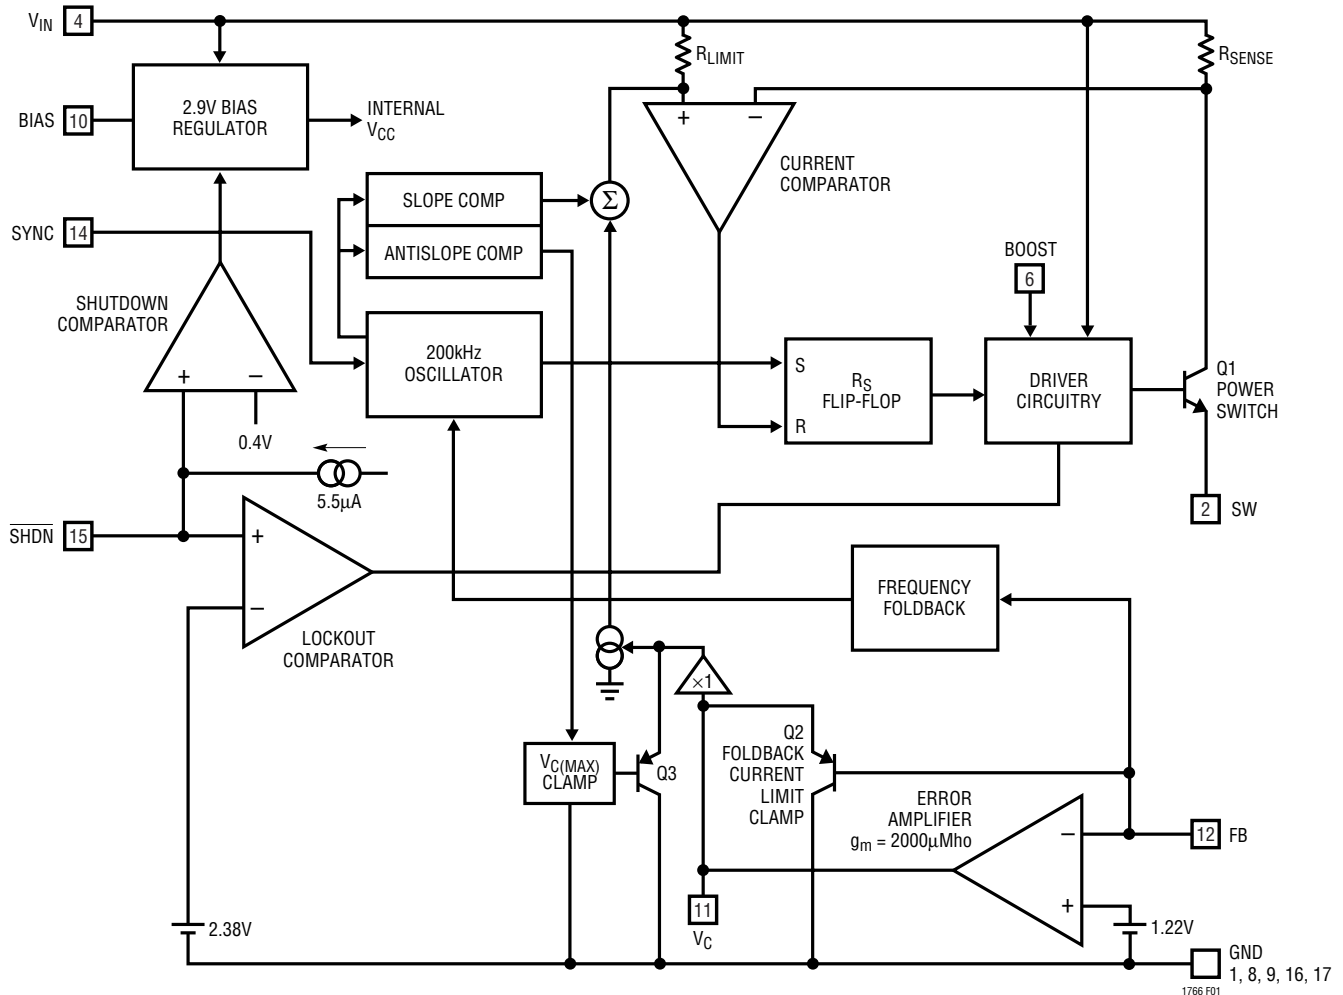 VIN 4
RLIMIT
RSENSE
2.9V BIAS
REGULATOR
INTERNAL
VCC
BIAS 10
+ −
CURRENT
COMPARATOR
SLOPE COMP
Σ
ANTISLOPE COMP
SYNC 14
BOOST
6
SHUTDOWN
COMPARATOR
+ −
0.4V
200kHz
OSCILLATOR
S
R
RS
FLIP-FLOP
DRIVER
CIRCUITRY
Q1
POWER
SWITCH
5.5µA
2 SW
SHDN 15
+
−
LOCKOUT
COMPARATOR
FREQUENCY
FOLDBACK
×1
VC(MAX)
CLAMP
Q3
Q2
FOLDBACK
CURRENT
LIMIT
CLAMP
ERROR
AMPLIFIER
gm = 2000µMho
−
+
12 FB
11
VC
2.38V
1.22V
GND
1, 8, 9, 16, 17
1766 F01